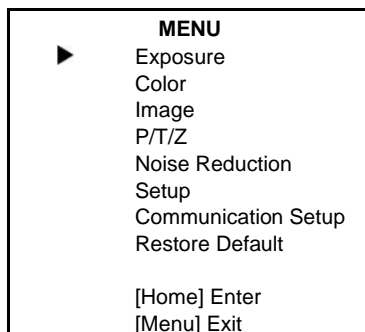 MENU
Exposure
Color
Image
P/T/Z
Noise Reduction
Setup
Communication Setup
Restore Default
[Home] Enter
[Menu] Exit